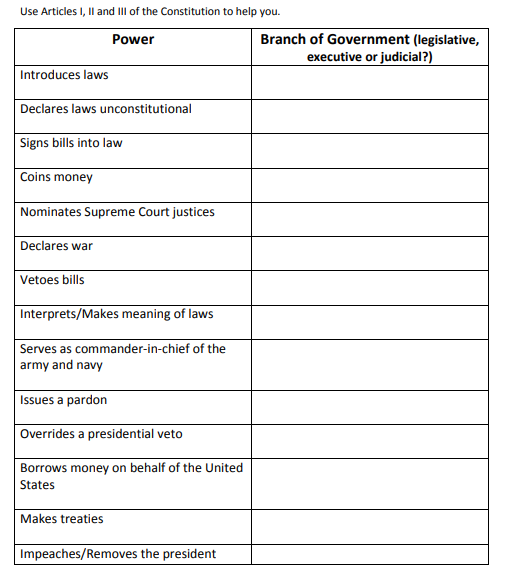 Use Articles I, II and III of the Constitution to help you.
Power
Branch of Government (legislative,
executive or judicial?)
Introduces laws
Declares laws unconstitutional
Signs bills into law
Coins money
Nominates Supreme Court justices
Declares war
Vetoes bills
Interprets/Makes meaning of laws
Serves as commander-in-chief of the
army and navy
Issues a pardon
Overrides a presidential veto
Borrows money on behalf of the United
States
Makes treaties
Impeaches/Removes the president